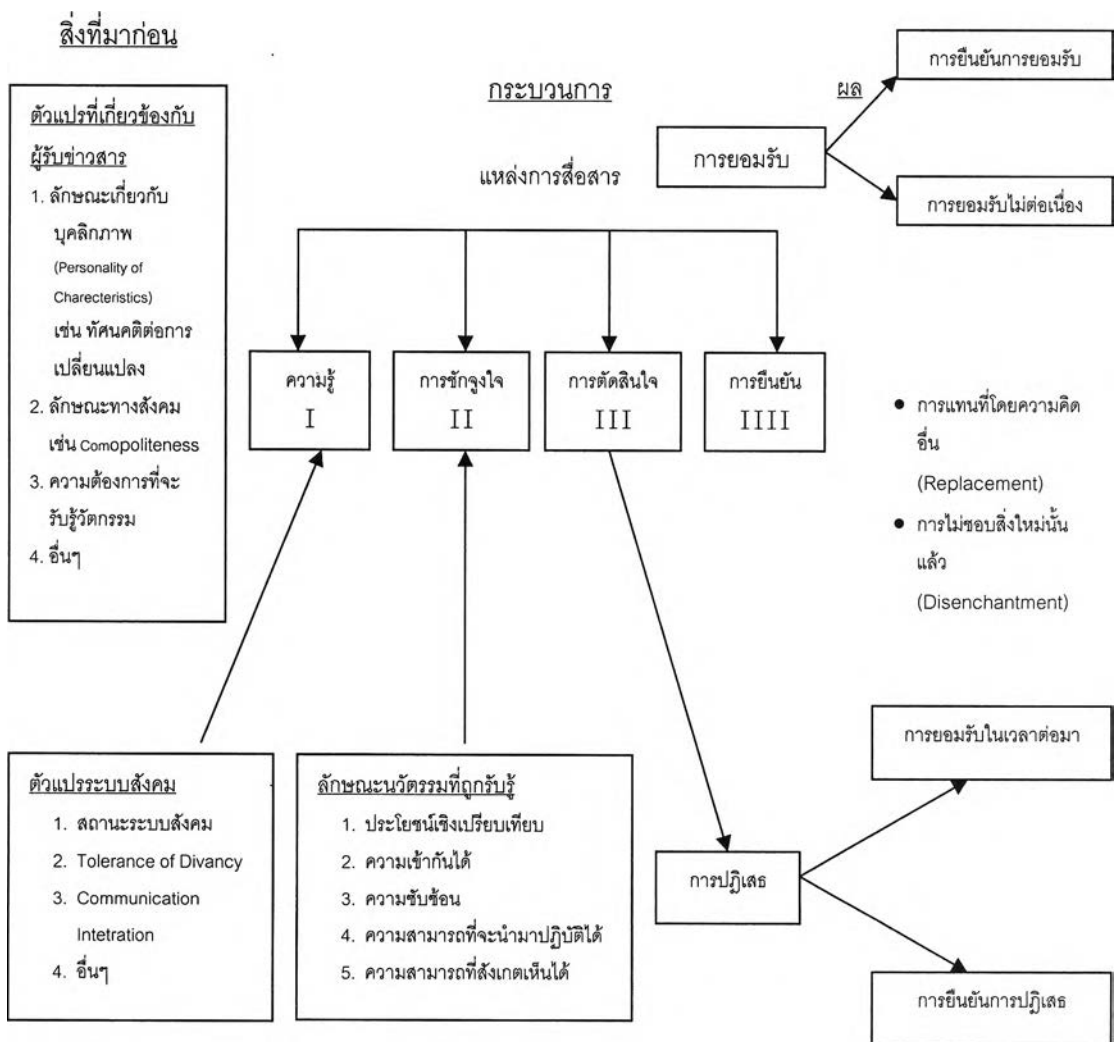 สิ่งที่มาก่อน
ตัวแปรที่เกี่ยวข้องกับ
ผู้รับข่าวสาร
1. ลักษณะเกี่ยวกับ
บุคลิกภาพ
(Personality of
Charecteristics)
เช่น ทัศนคติต่อการ
เปลี่ยนแปลง
2. ลักษณะทางสังคม
เช่น Comopoliteness
3. ความต้องการที่จะ
รับรู้วัตกรรม
4. อื่นๆ
กระบวนการ
แหล่งการสื่อสาร
ความรู้
I
การชักจูงใจ
II
การตัดสินใจ
III
การยืนยัน
IIII
ผล
การยอมรับ
การยืนยันการยอมรับ
การยอมรับไม่ต่อเนื่อง
• การแทนที่โดยความคิด
อื่น
(Replacement)
• การไม่ชอบสิ่งใหม่นั้น
แล้ว
(Disenchantment)
ตัวแปรระบบสังคม
1. สถานะระบบสังคม
2. Tolerance of Divancy
3. Communication
Intetration
4. อื่นๆ
ลักษณะนวัตรรมที่ถูกรับรู้
1. ประโยชน์เชิงเปรียบเทียบ
2. ความเข้ากันได้
3. ความซับซ้อน
4. ความสามารถที่จะนำมาปฏิบัติได้
5. ความสามารถที่สังเกตเห็นได้
การปฏิเสธ
การยอมรับในเวลาต่อมา
การยืนยันการปฏิเสธ